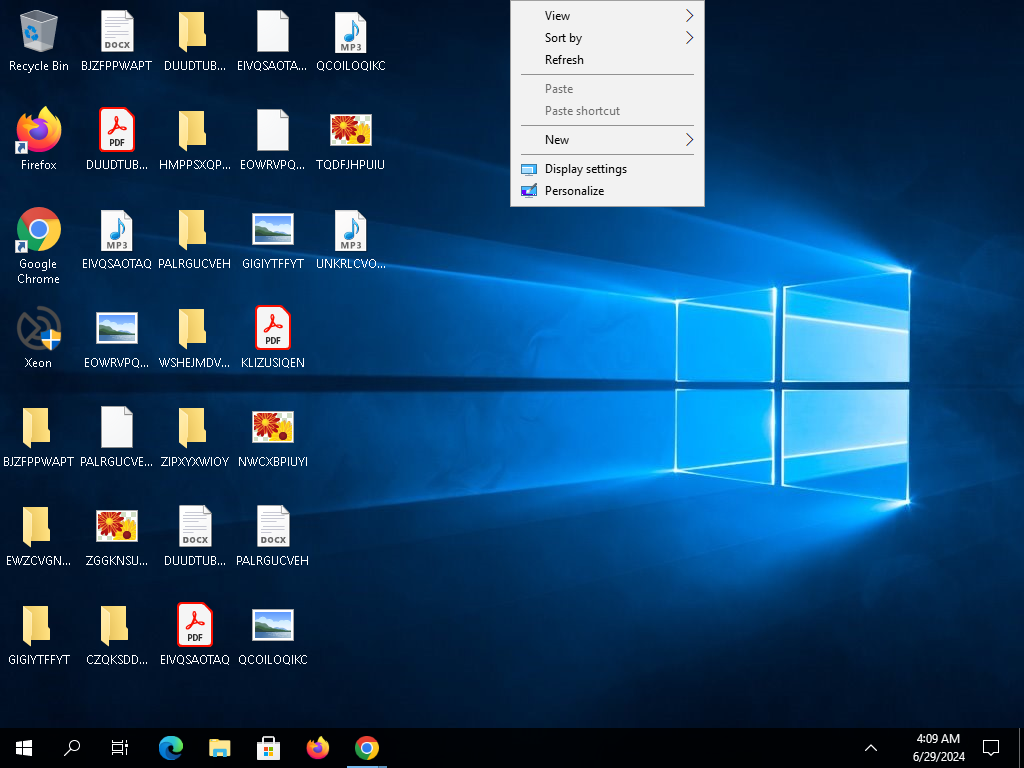 Recycle Bin
BJZFPPWAPT
DUUDTUB...
EIVQSAOTA...
QCOILOQIKC
Firefox
DUUDTUB...
HMPPSXQP...
EOWRVPQ...
TQDFJHPUIU
Google
Chrome
EIVQSAOTAQ
PALRGUCVEH
GIGIYTFFYT
UNKRLCVO...
Xeon
EOWRVPQ...
WSHEJMDV...
KLIZUSIQEN
BJZFPPWAPT
PALRGUCVE...
ZIPXYXWIOY
NWCXBPIUYI
EWZCVGN...
ZGGKNSU...
DUUDTUB...
PALRGUCVEH
GIGIYTFFYT
CZQKSDD...
EIVQSAOTAQ
QCOILOQIKC
DOCX
MP3
PDF
MP3
MP3
PDF
DOCX
DOCX
PDF
View
Sort by
Refresh
Paste
Paste shortcut
New
Display settings
Personalize
4:09 AM
6/29/2024